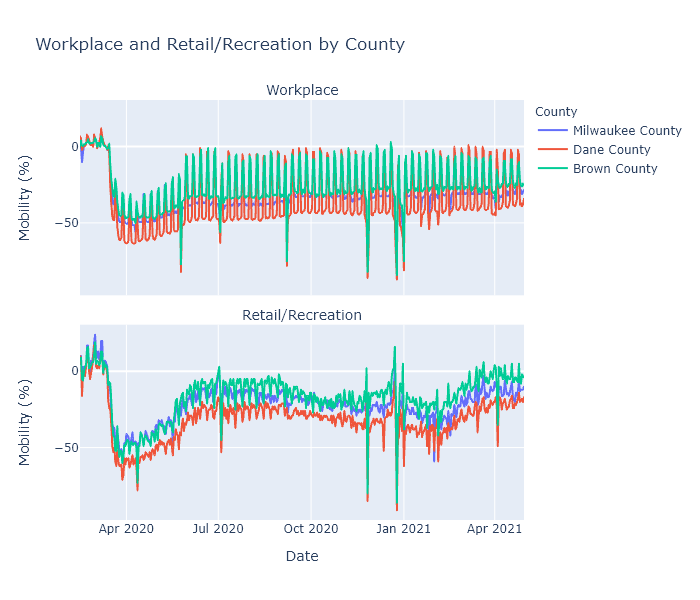 Workplace and Retail/Recreation by County
Workplace
County
Milwaukee County
Dane County
Brown County
Mobility (%)
0
−50
Retail/Recreation
Mobility (%)
0
−50
Apr 2020
Jul 2020
Oct 2020
Jan 2021
Apr 2021
Date